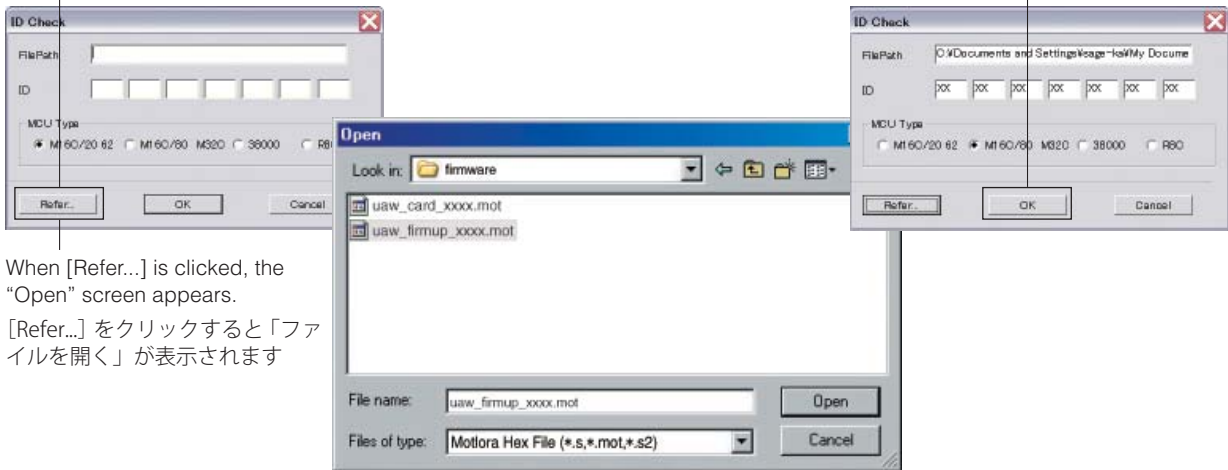 ID Check
FilePath
ID
MCU Type
M16C/20 62 M16C/80 M32C 38000
Refer... OK Cancel
When [Refer...] is clicked, the
“Open” screen appears.
［Refer...］をクリックすると「ファ
イルを開く」が表示されます
Open
Look in: firmware
uaw_card_xxxx.mot
uaw_firmup_xxxx.mot
File name: uaw_firmup_xxxx.mot Open
Files of type: Motlora Hex File (*.s,*.mot,*.s2) Cancel
ID Check
FilePath ¥Documents and Settings¥sage-ka¥My Docume
ID xx xx xx xx xx xx xx
MCU Type
M16C/20 62 M16C/80 M32C 38000 R8C
Refer... OK Cancel